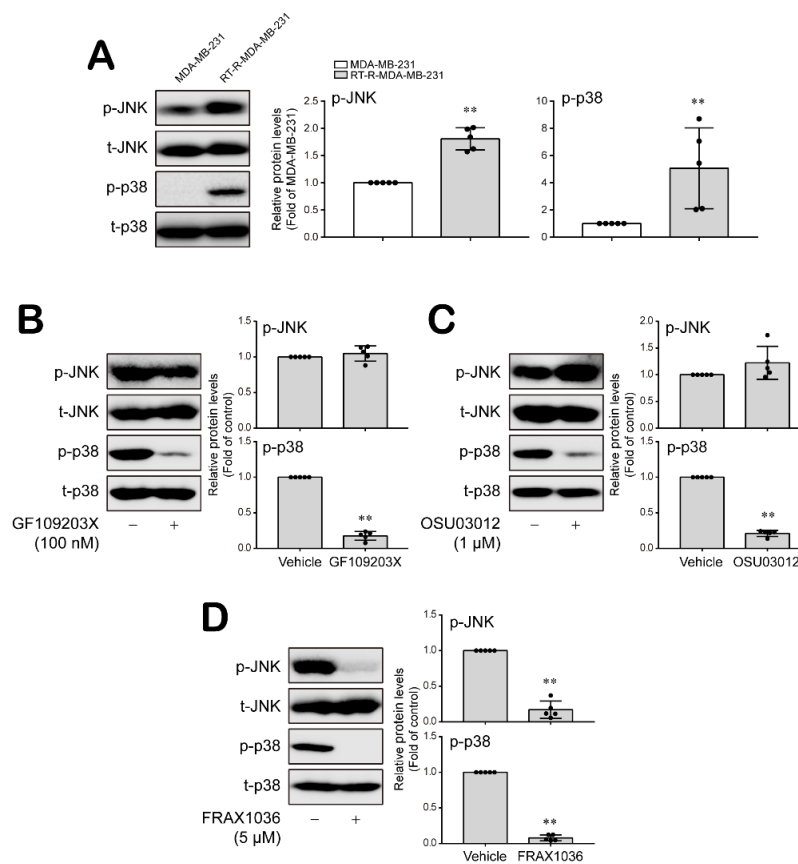 A
MDA-MB-231
RT-R-MDA-MB-231
p-JNK
t-JNK
p-p38
t-p38
MDA-MB-231
RT-R-MDA-MB-231
Relative protein levels
(Fold of MDA-MB-231)
p-JNK
2.5
2.0
1.5
1.0
0.5
0.0
**
p-p38
10
8
6
4
2
0
**
B
p-JNK
t-JNK
p-p38
t-p38
GF109203X − +
(100 nM)
Relative protein levels
(Fold of control)
p-JNK
1.5
1.0
0.5
0.0
p-p38
1.5
1.0
0.5
0.0
**
Vehicle GF109203X
C
p-JNK
t-JNK
p-p38
t-p38
OSU03012 − +
(1 µM)
Relative protein levels
(Fold of control)
p-JNK
2.0
1.5
1.0
0.5
0.0
p-p38
1.5
1.0
0.5
0.0
**
Vehicle OSU03012
D
p-JNK
t-JNK
p-p38
t-p38
FRAX1036 − +
(5 µM)
Relative protein levels
(Fold of control)
p-JNK
1.5
1.0
0.5
0.0
**
p-p38
1.5
1.0
0.5
0.0
**
Vehicle FRAX1036